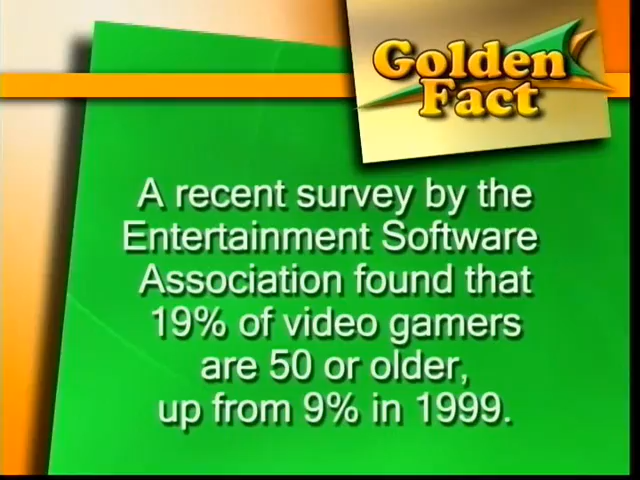 Golden
Fact
A recent survey by the
Entertainment Software
Association found that
19% of video gamers
are 50 or older,
up from 9% in 1999.